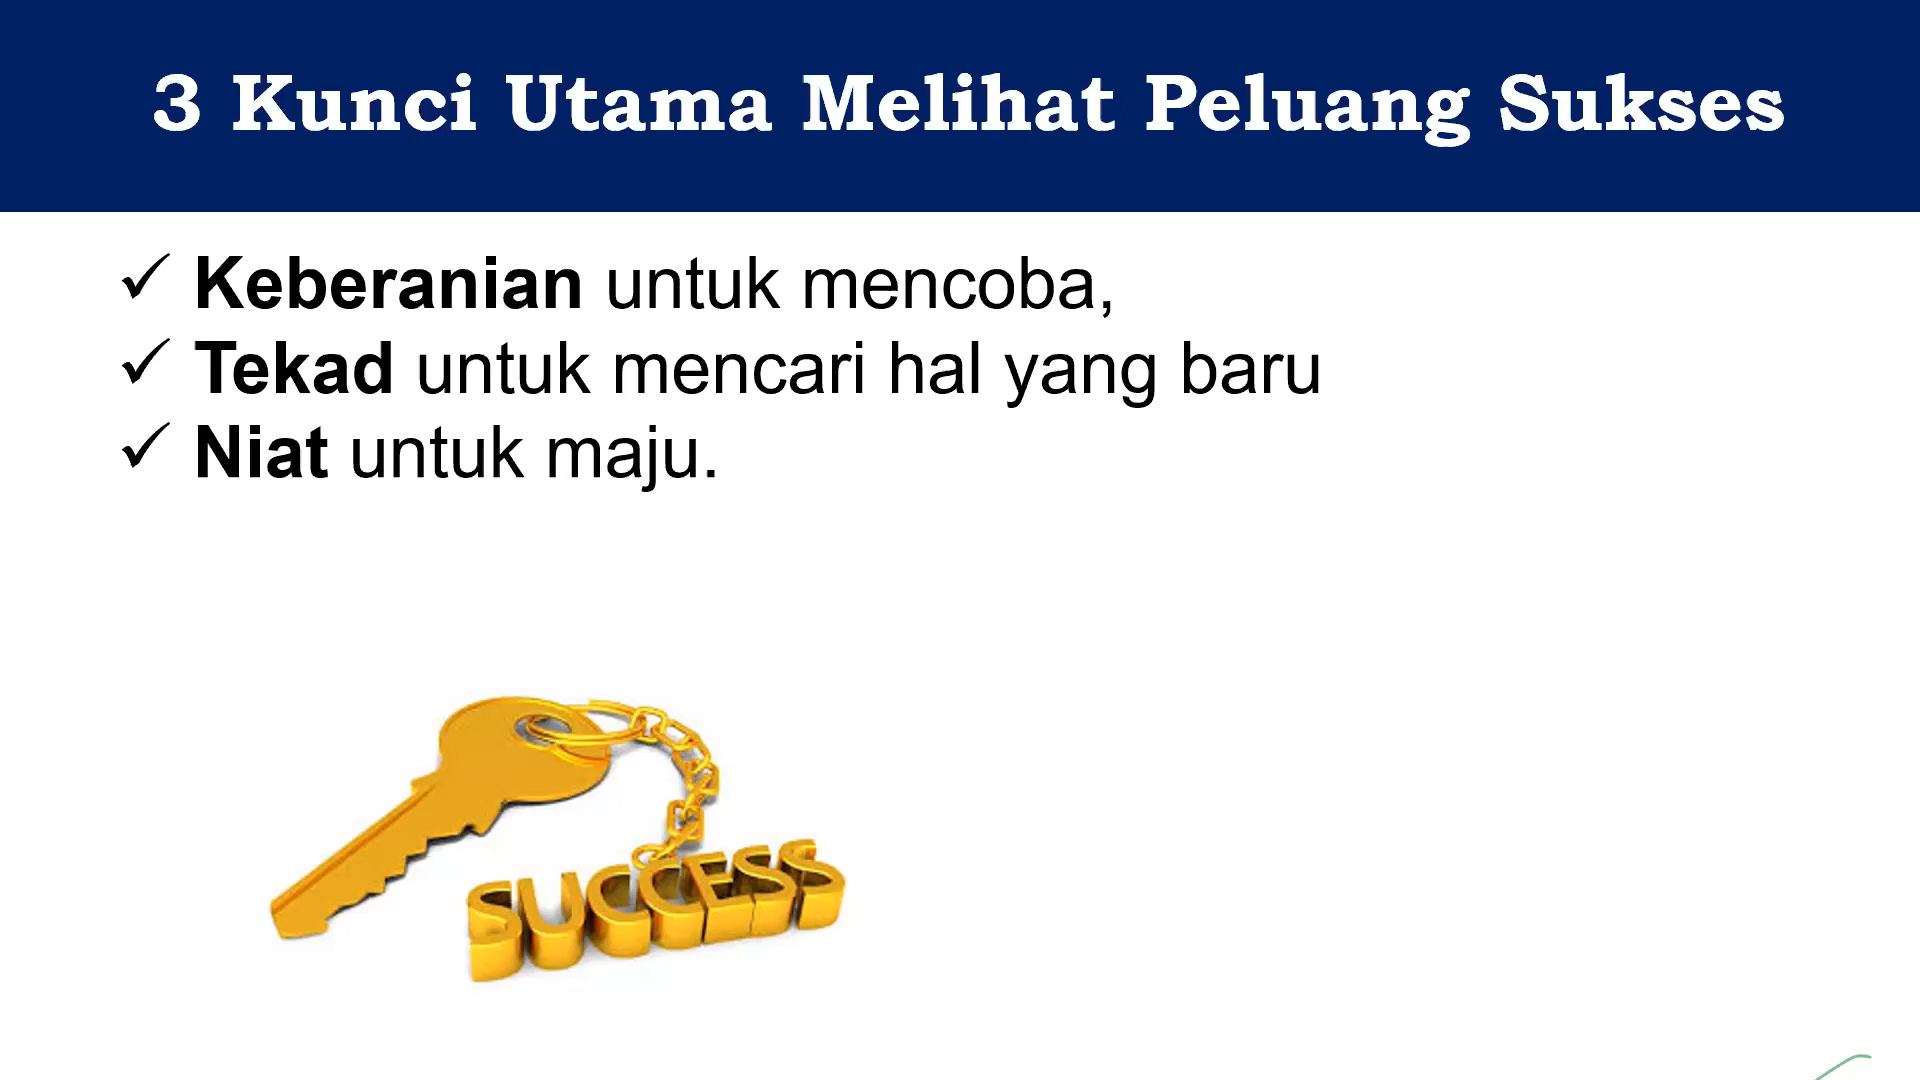 3 Kunci Utama Melihat Peluang Sukses
✓ Keberanian untuk mencoba,
✓ Tekad untuk mencari hal yang baru
✓ Niat untuk maju.
SUCCESS